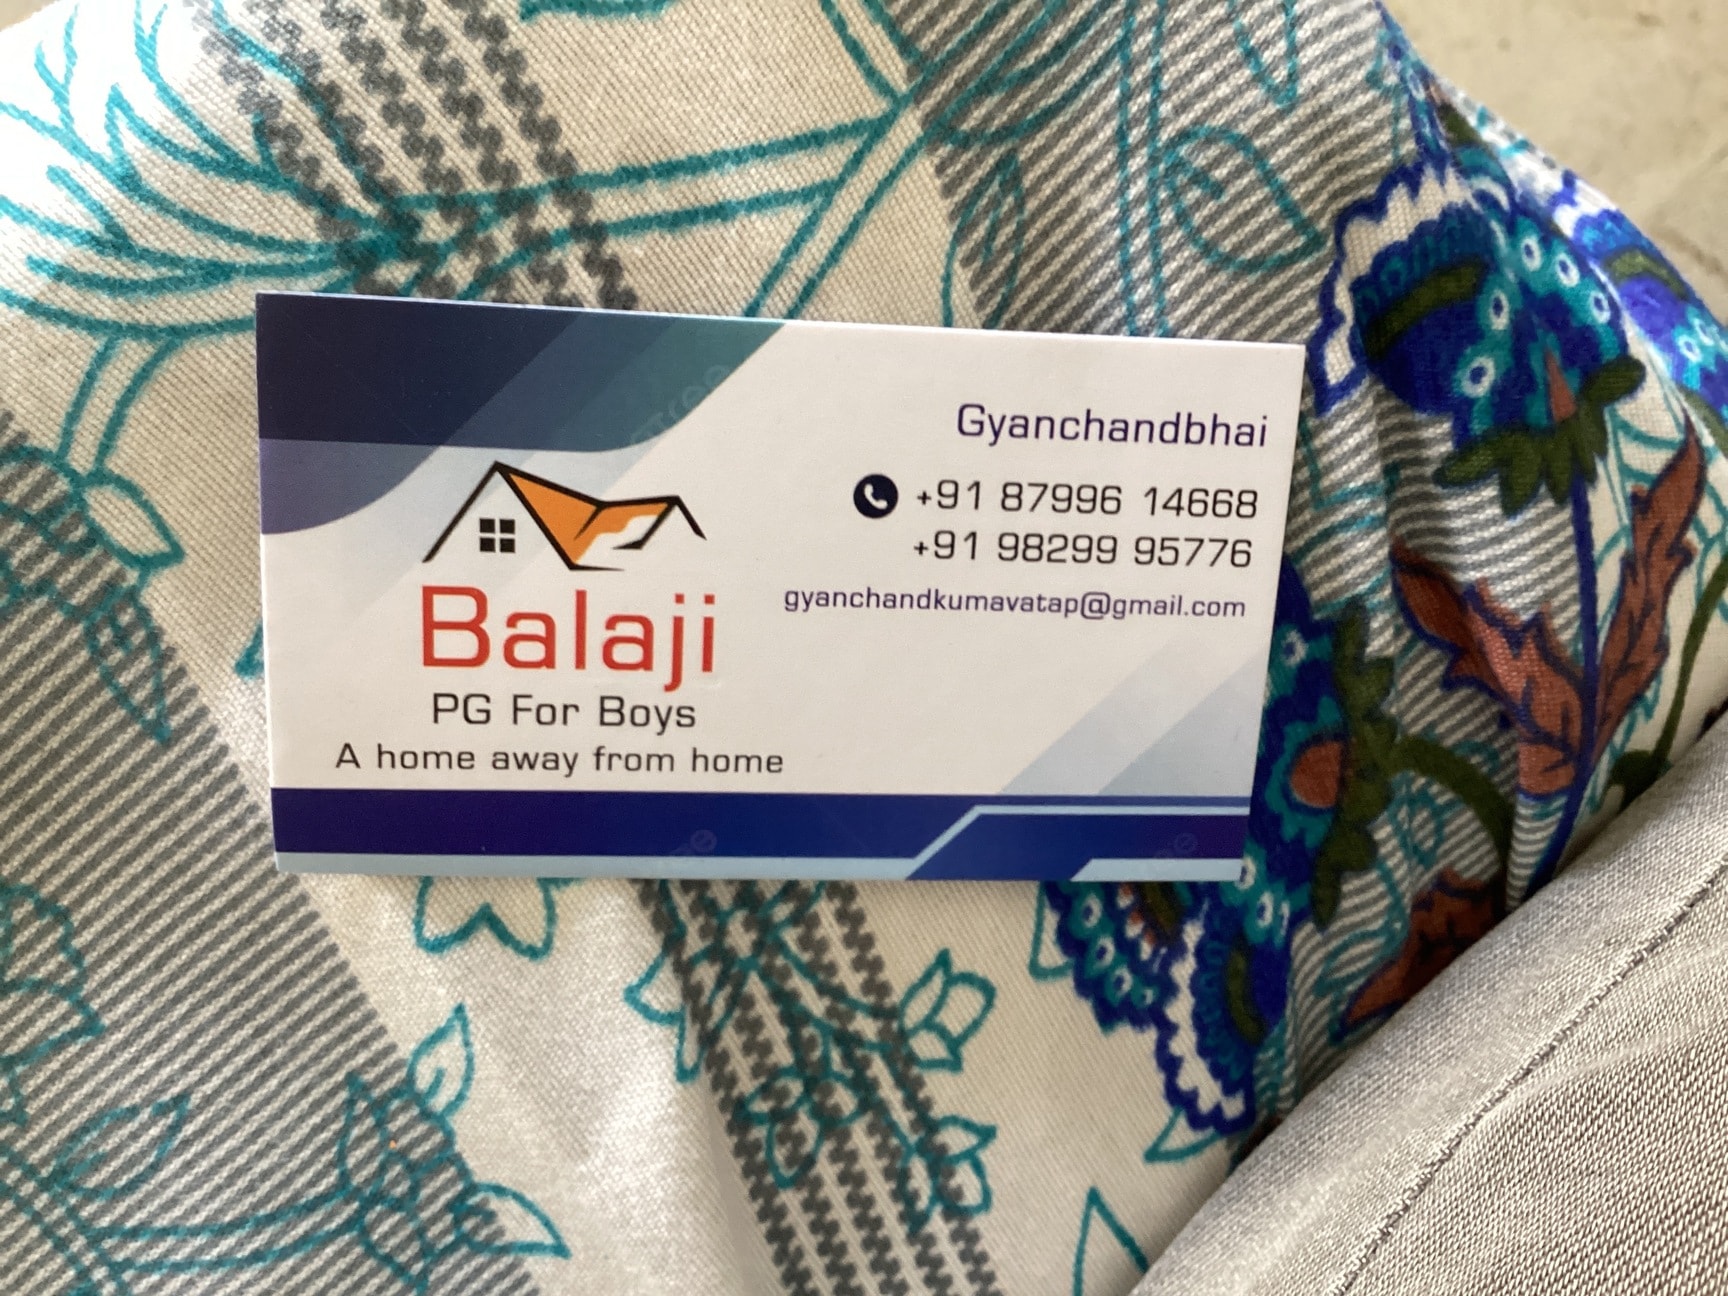 Gyanchandbhai
+91 87996 14668
+91 98299 95776
gyanchandkumavatap@gmail.com
Balaji
PG For Boys
A home away from home